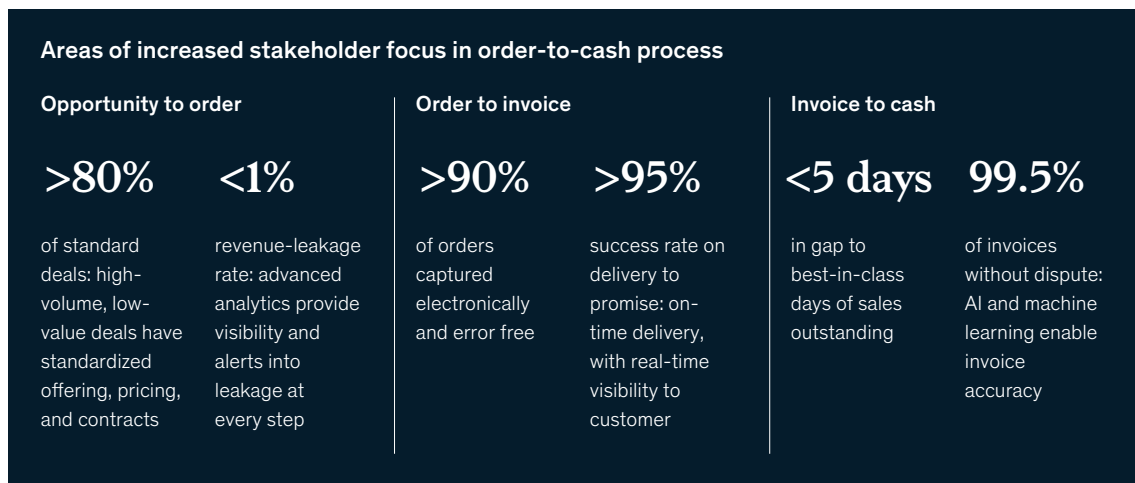 Areas of increased stakeholder focus in order-to-cash process
Opportunity to order
>80%
of standard
deals: high-
volume, low-
value deals have
standardized
offering, pricing,
and contracts
<1%
revenue-leakage
rate: advanced
analytics provide
visibility and
alerts into
leakage at
every step
Order to invoice
>90%
of orders
captured
electronically
and error free
>95%
success rate on
delivery to
promise: on-
time delivery,
with real-time
visibility to
customer
Invoice to cash
<5 days
in gap to
best-in-class
days of sales
outstanding
99.5%
of invoices
without dispute:
AI and machine
learning enable
invoice
accuracy